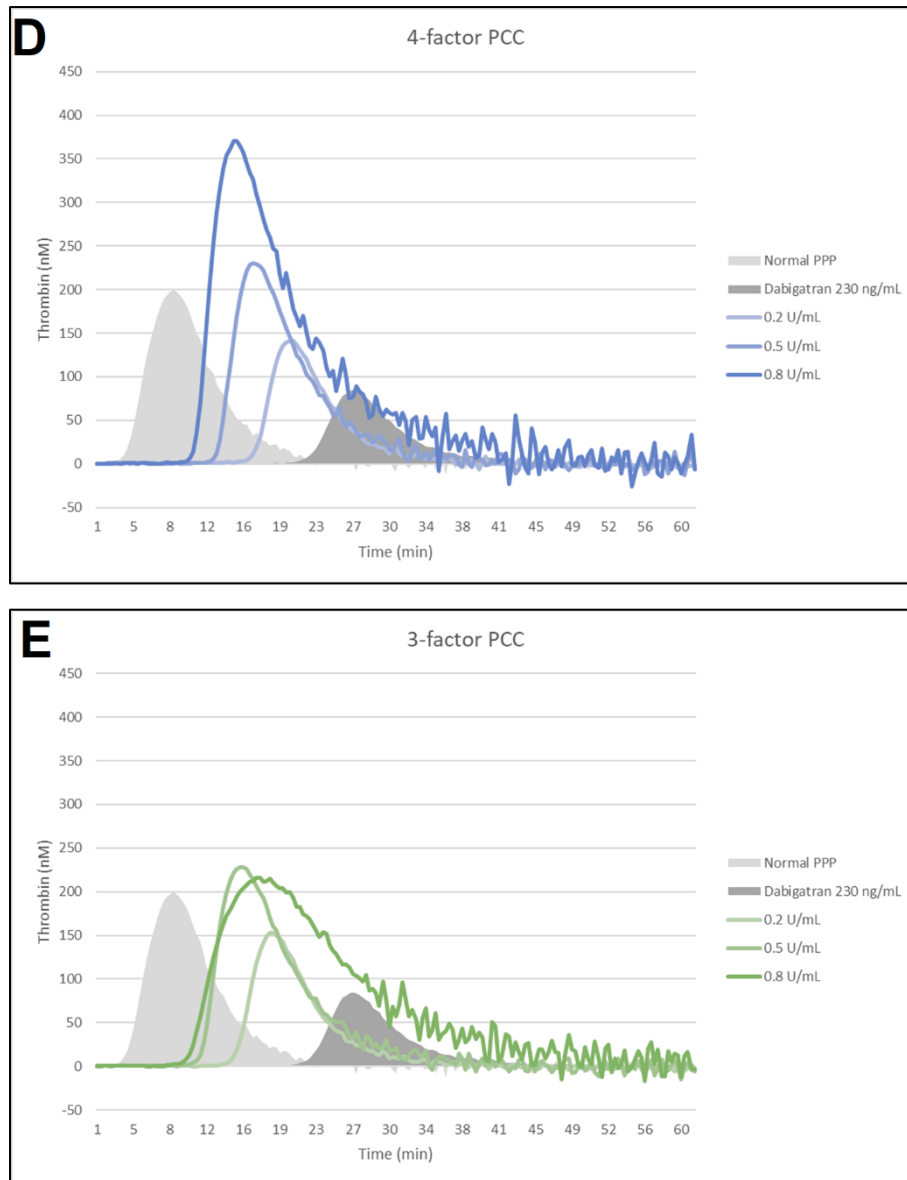 D
4-factor PCC
450
400
350
300
250
200
150
100
50
0
-50
Thrombin (nM)
1 5 8 12 16 19 23 27 30 34 38 41 45 49 52 56 60
Time (min)
Normal PPP
Dabigatran 230 ng/mL
0.2 U/mL
0.5 U/mL
0.8 U/mL
E
3-factor PCC
450
400
350
300
250
200
150
100
50
0
-50
Thrombin (nM)
1 5 8 12 16 19 23 27 30 34 38 41 45 49 52 56 60
Time (min)
Normal PPP
Dabigatran 230 ng/mL
0.2 U/mL
0.5 U/mL
0.8 U/mL